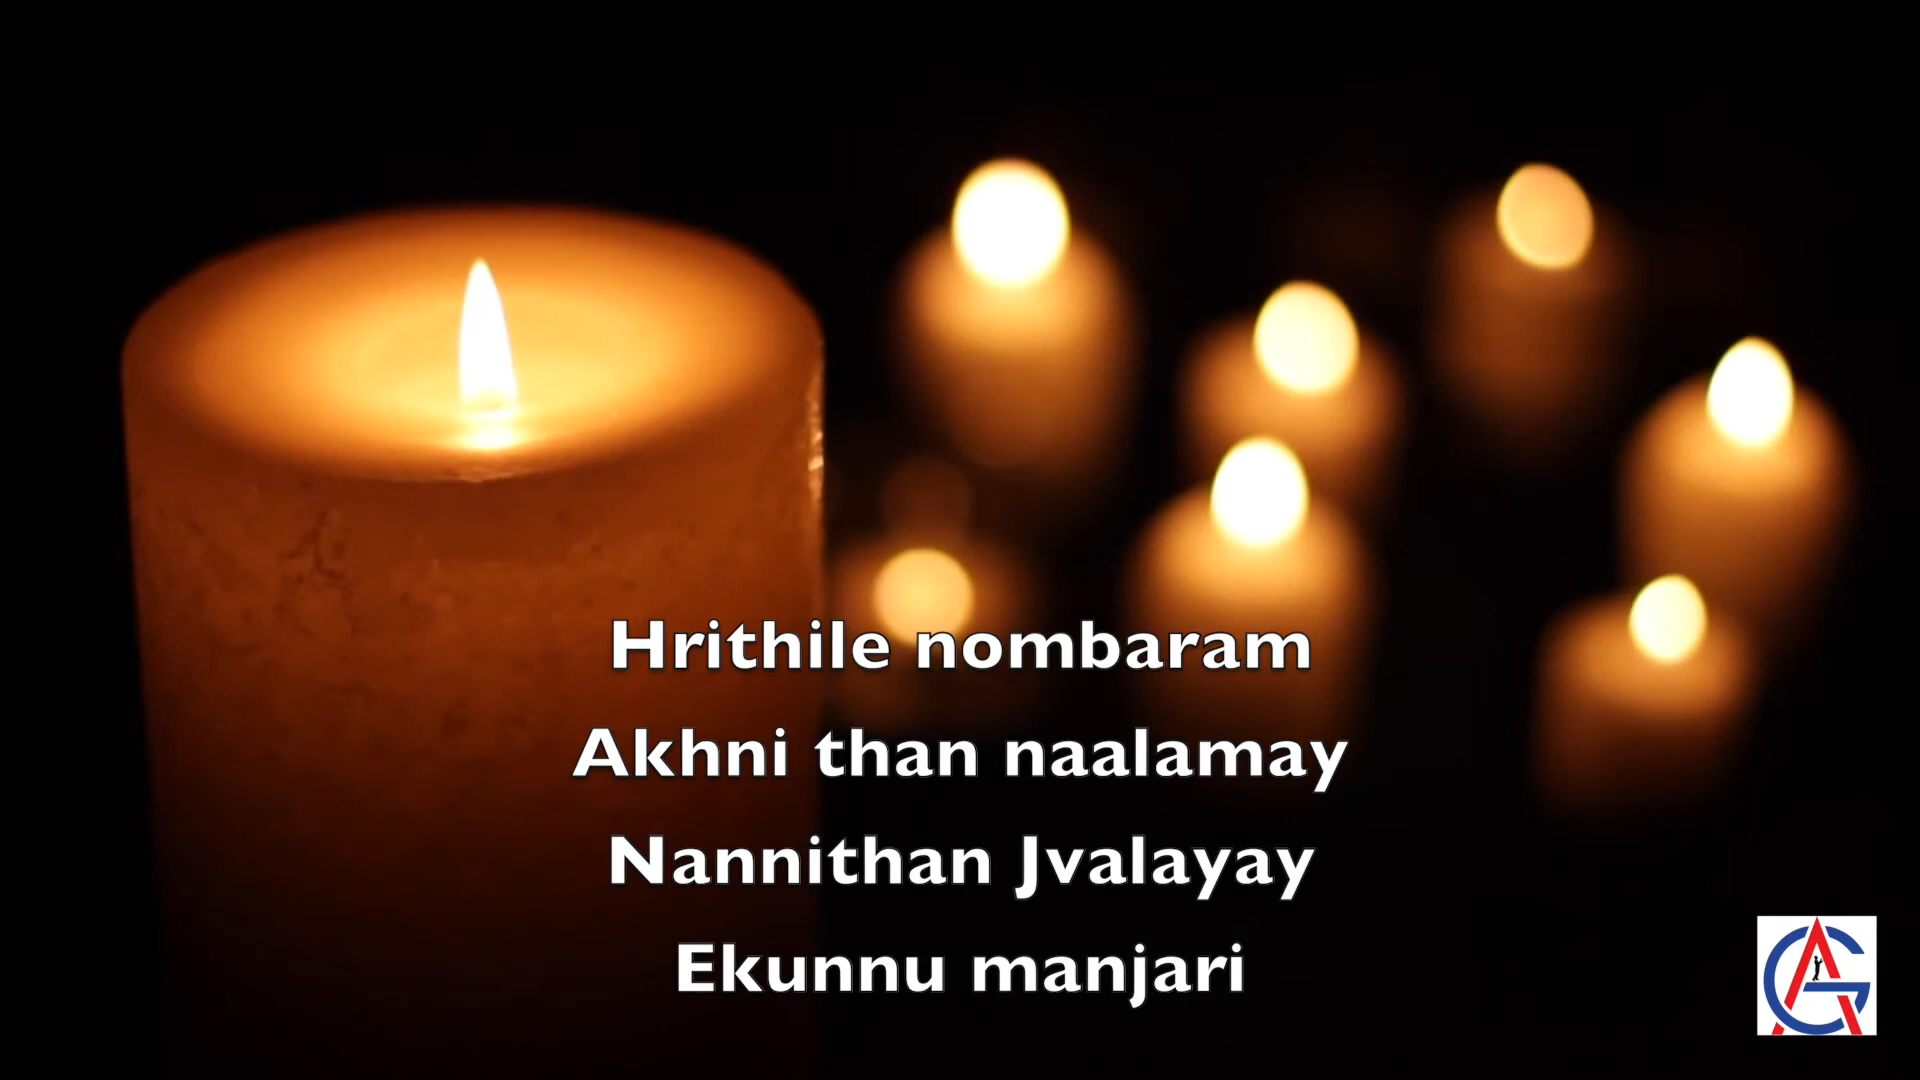 Hrithile nombaram
Akhni than naalamay
Nannithan Jvalayay
Ekunnu manjari